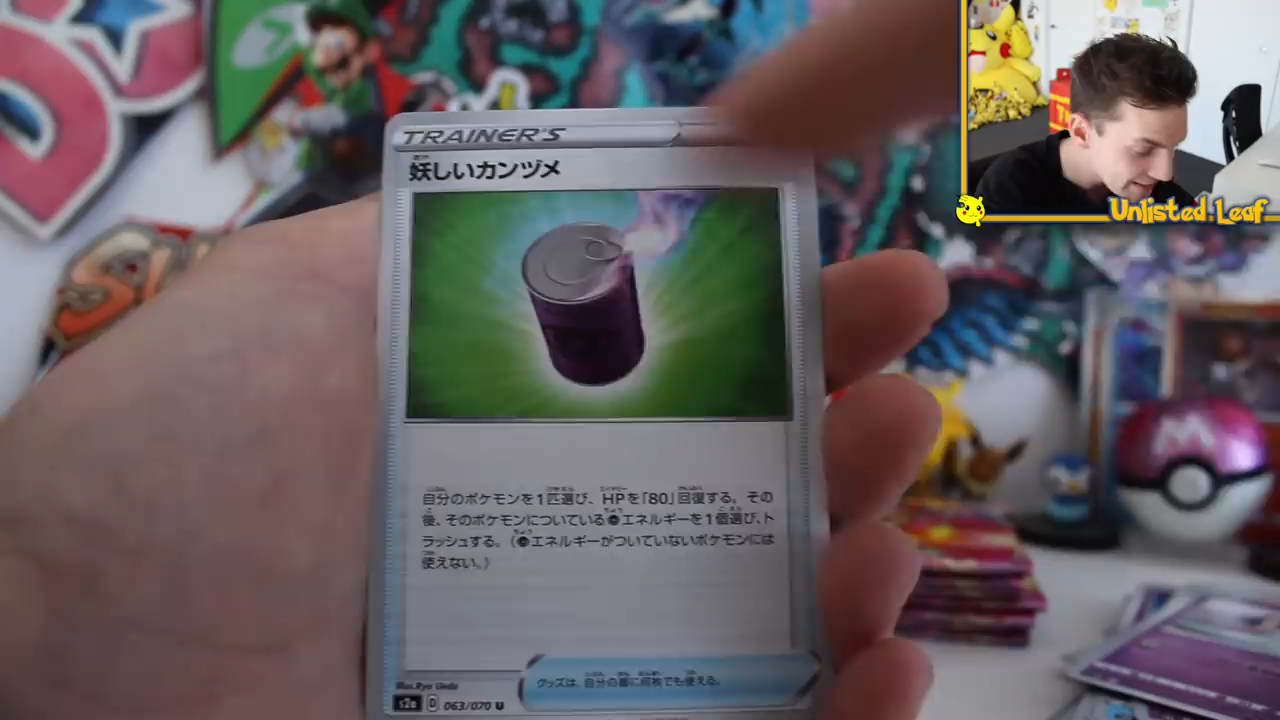 TRAINER'S
妖しいカンヅメ
自分のポケモンを1匹選び、HPを「80」回復する。その
後、そのポケモンについているエネルギーを1個選び、ト
ラッシュする。(エネルギーがついていないポケモンには
使えない。)
グッズは、自分の番に何枚でも使える。
Illus.Ryo Ueda
s2a D 063/070 U
Unlisted Leaf
M